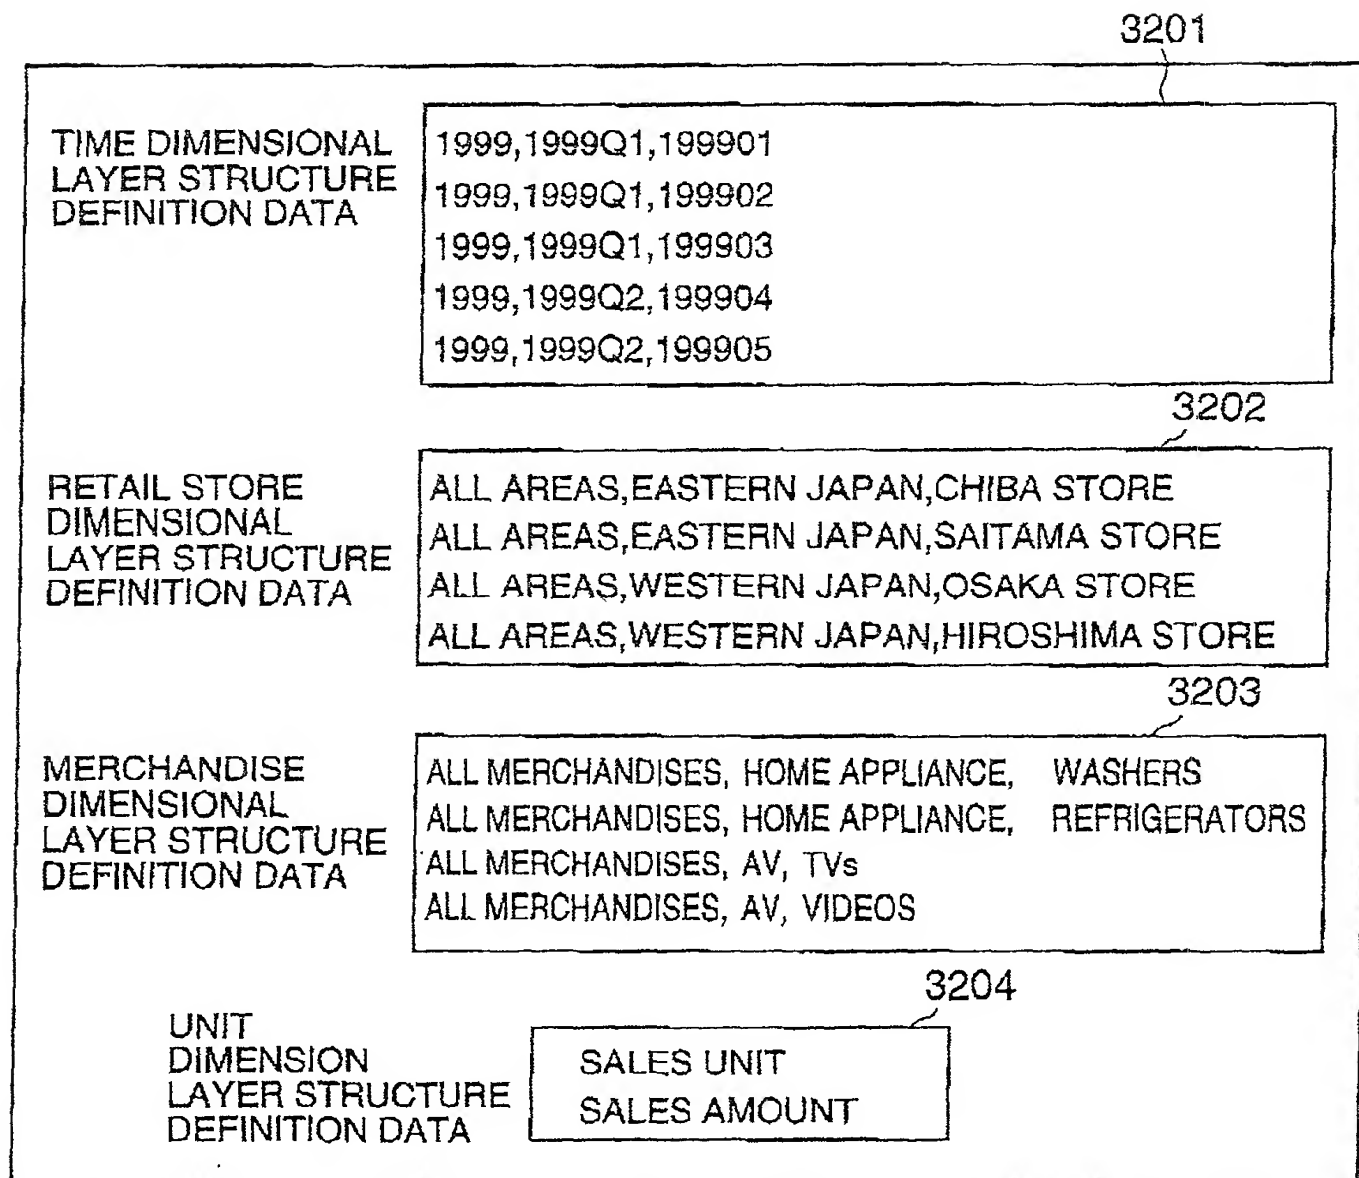 3201
TIME DIMENSIONAL
LAYER STRUCTURE
DEFINITION DATA
1999,1999Q1,199901
1999,1999Q1,199902
1999,1999Q1,199903
1999,1999Q2,199904
1999,1999Q2,199905
3202
RETAIL STORE
DIMENSIONAL
LAYER STRUCTURE
DEFINITION DATA
ALL AREAS,EASTERN JAPAN,CHIBA STORE
ALL AREAS,EASTERN JAPAN,SAITAMA STORE
ALL AREAS,WESTERN JAPAN,OSAKA STORE
ALL AREAS,WESTERN JAPAN,HIROSHIMA STORE
3203
MERCHANDISE
DIMENSIONAL
LAYER STRUCTURE
DEFINITION DATA
ALL MERCHANDISES, HOME APPLIANCE, WASHERS
ALL MERCHANDISES, HOME APPLIANCE, REFRIGERATORS
ALL MERCHANDISES, AV, TVs
ALL MERCHANDISES, AV, VIDEOS
3204
UNIT
DIMENSION
LAYER STRUCTURE
DEFINITION DATA
SALES UNIT
SALES AMOUNT